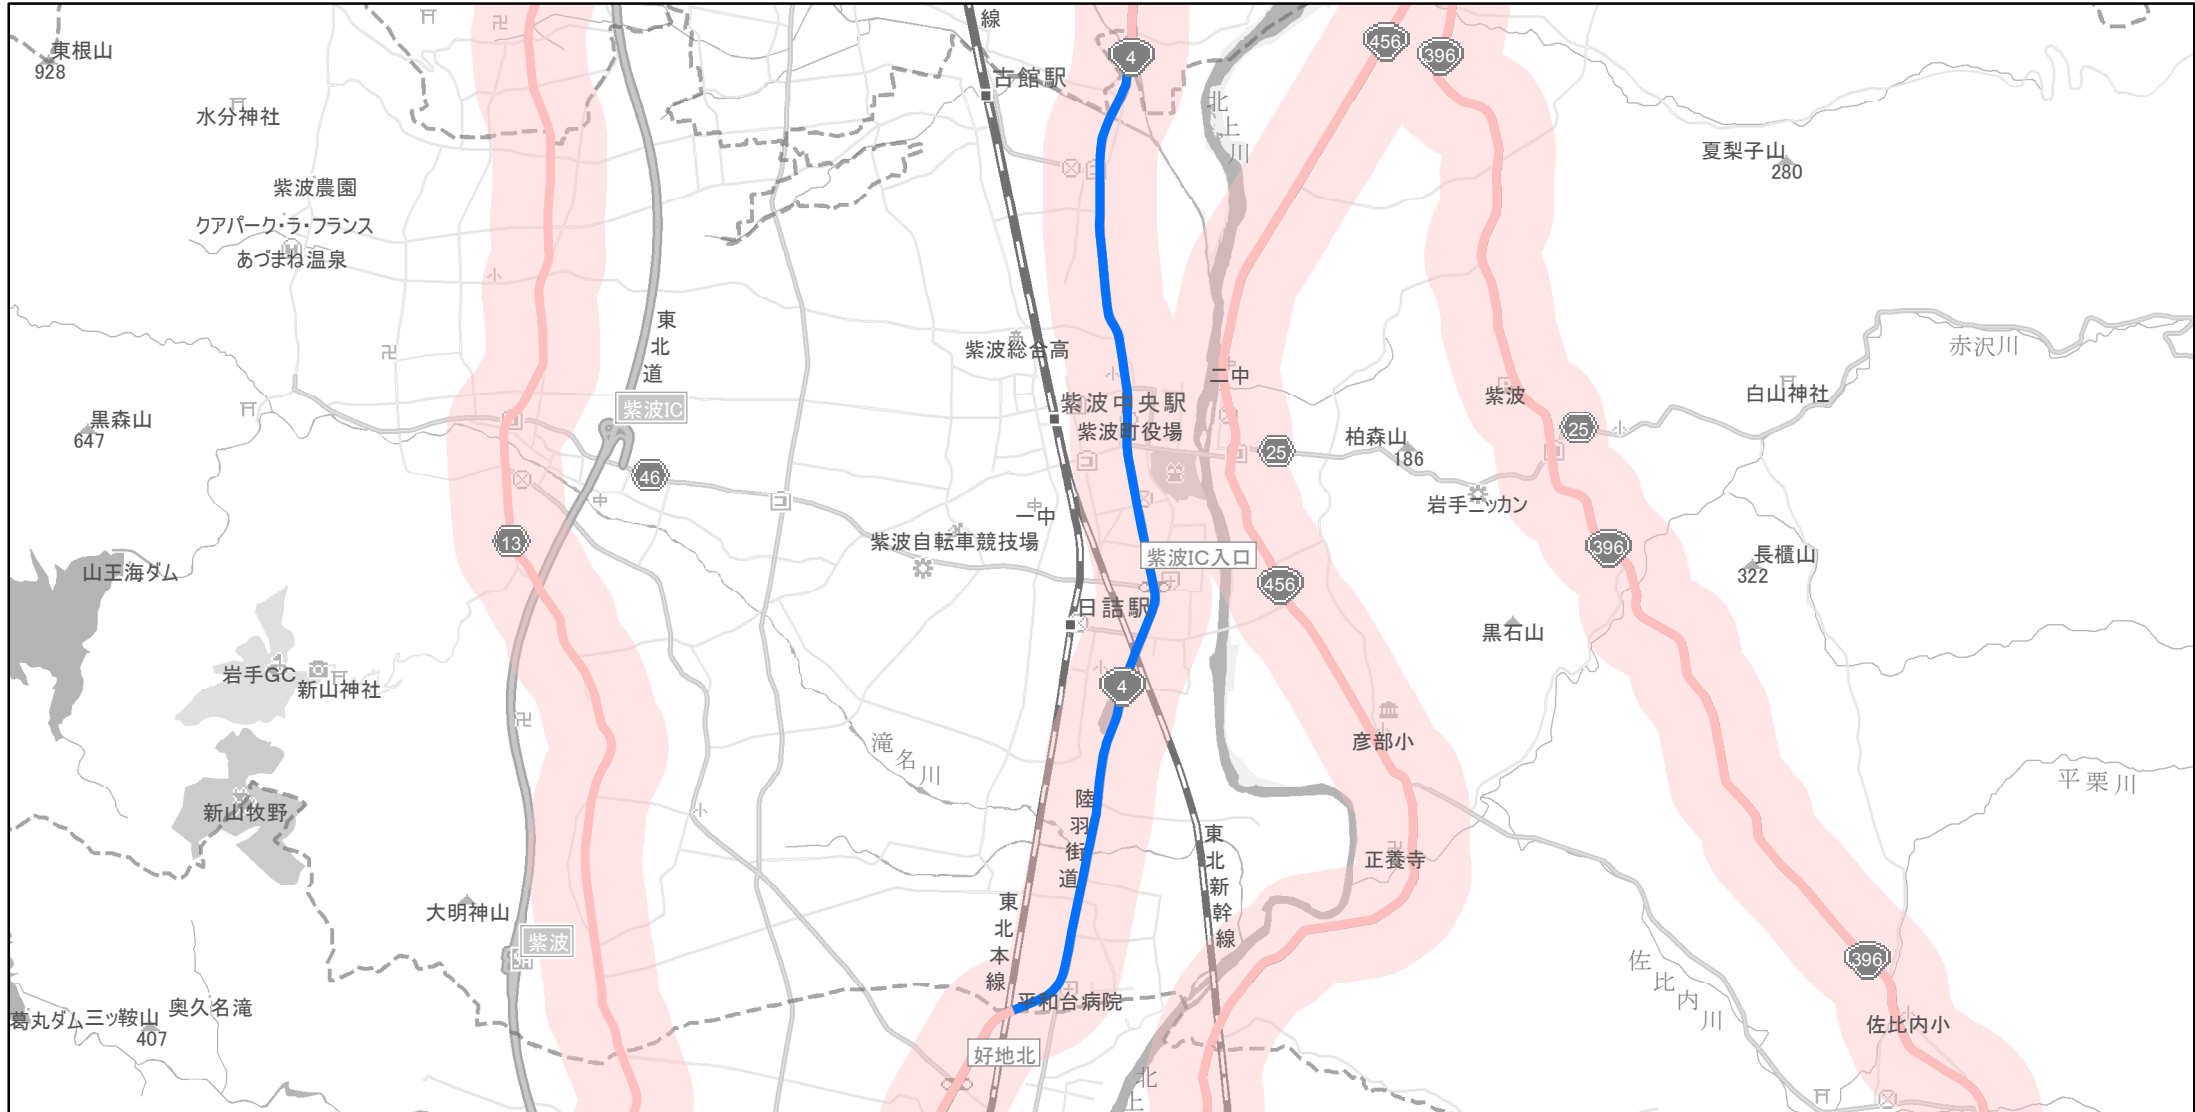 東根山
928
水分神社
紫波農園
クアパーク・ラ・フランス
あづまね温泉
線
古館駅
4
456
396
北上川
夏梨子山
280
東北道
紫波IC
紫波総合高
紫波中央駅
紫波町役場
二中
紫波
赤沢川
白山神社
黒森山
647
46
25
柏森山
186
25
岩手ニッカン
13
一中
紫波自転車競技場
紫波IC入口
456
396
長櫃山
322
山王海ダム
日詰駅
黒石山
岩手GC
新山神社
4
滝名川
彦部小
平栗川
新山牧野
陸羽街道
東北新幹線
正養寺
大明神山
紫波
東北本線
佐比内川
396
平和台病院
葛丸ダム
三ッ鞍山
407
奥久名滝
佐比内小
好地北
北上